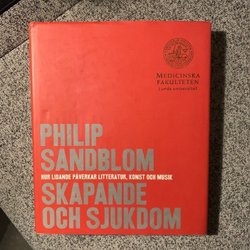 MEDICINSKA
FAKULTETEN
Lunds universitet
PHILIP
SANDBLOM
HUR LIDANDE PÅVERKAR LITTERATUR, KONST OCH MUSIK
SKAPANDE
OCH SJUKDOM